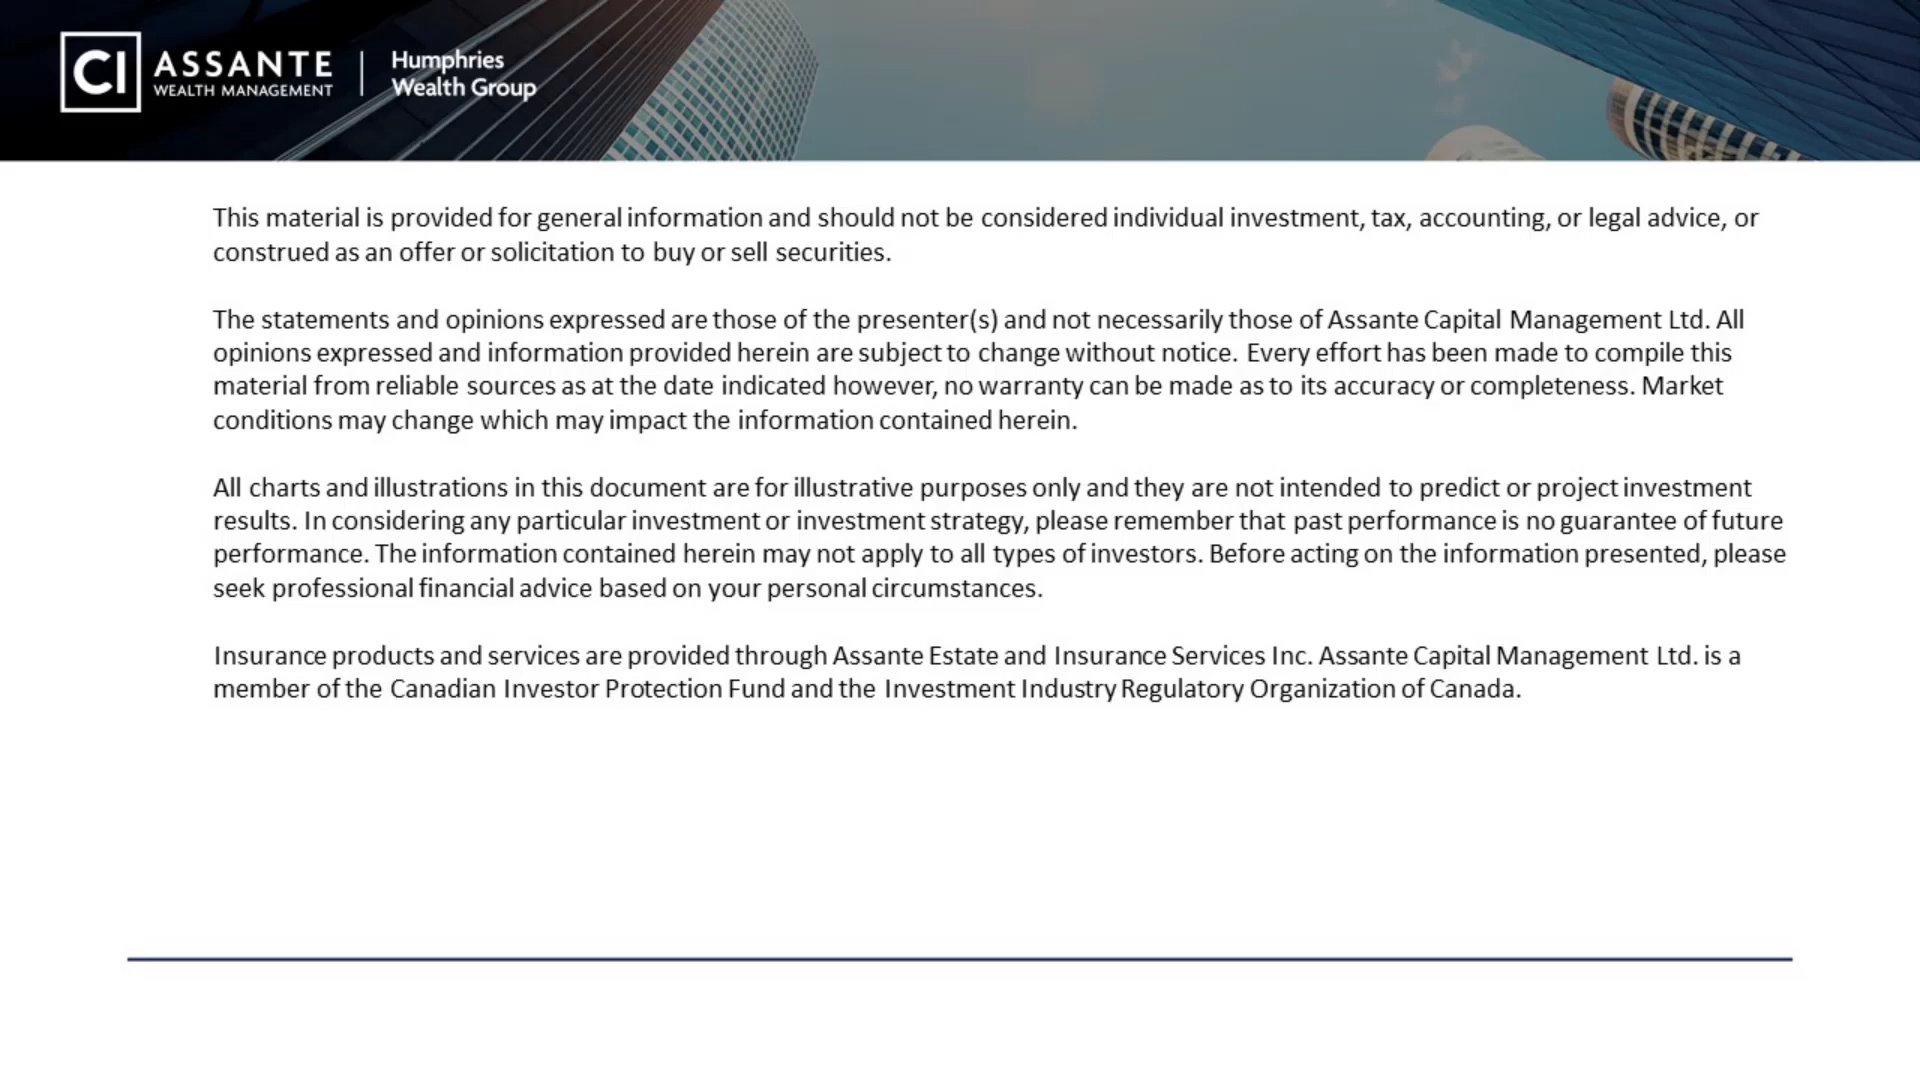 CI ASSANTE
WEALTH MANAGEMENT
Humphries
Wealth Group
This material is provided for general information and should not be considered individual investment, tax, accounting, or legal advice, or
construed as an offer or solicitation to buy or sell securities.
The statements and opinions expressed are those of the presenter(s) and not necessarily those of Assante Capital Management Ltd. All
opinions expressed and information provided herein are subject to change without notice. Every effort has been made to compile this
material from reliable sources as at the date indicated however, no warranty can be made as to its accuracy or completeness. Market
conditions may change which may impact the information contained herein.
All charts and illustrations in this document are for illustrative purposes only and they are not intended to predict or project investment
results. In considering any particular investment or investment strategy, please remember that past performance is no guarantee of future
performance. The information contained herein may not apply to all types of investors. Before acting on the information presented, please
seek professional financial advice based on your personal circumstances.
Insurance products and services are provided through Assante Estate and Insurance Services Inc. Assante Capital Management Ltd. is a
member of the Canadian Investor Protection Fund and the Investment Industry Regulatory Organization of Canada.